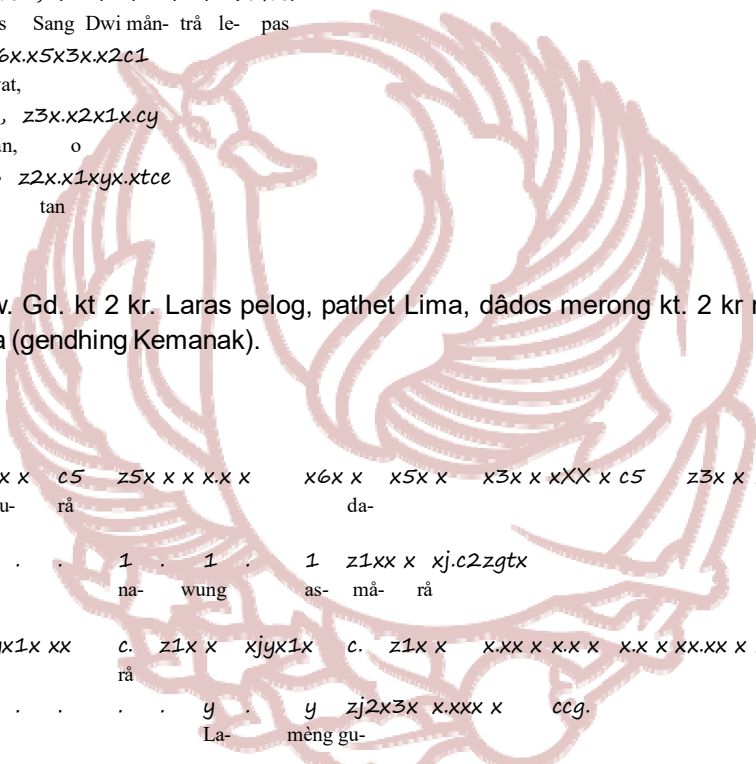 s Sang Dwi mån- trå le- pas
6x.x5x3x.x2c1
at,
, z3x.x2x1x.cy
n, o
z2x.x1xyx.xtce
tan
w. Gd. kt 2 kr. Laras pelog, pathet Lima, dâdos merong kt. 2 kr
a (gendhing Kemanak).
x x c5 z5x x x x.x x x6x x x5x x x3x x xXX x c5 z3x x
u- rå da-
. . 1 . 1 . 1 z1xx x xj.c2zgtx
na- wung as- må- rå
x1x xx c. z1x x xjyx1x c. z1x x x.xx x x.x x x.x x xx.xx x
rå
. . . . y . y zj2x3x x.xxx x ccg.
La- mèng gu-